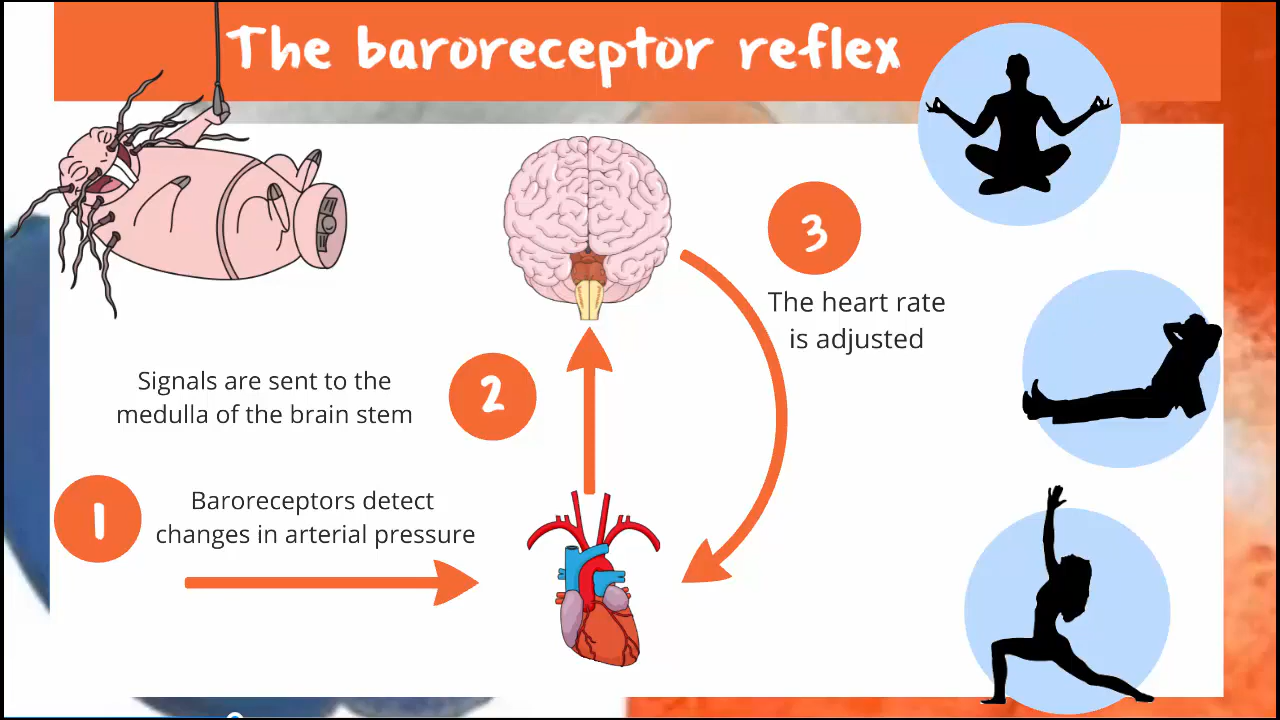 The baroreceptor reflex
3
The heart rate
is adjusted
Signals are sent to the
medulla of the brain stem
2
1
Baroreceptors detect
changes in arterial pressure